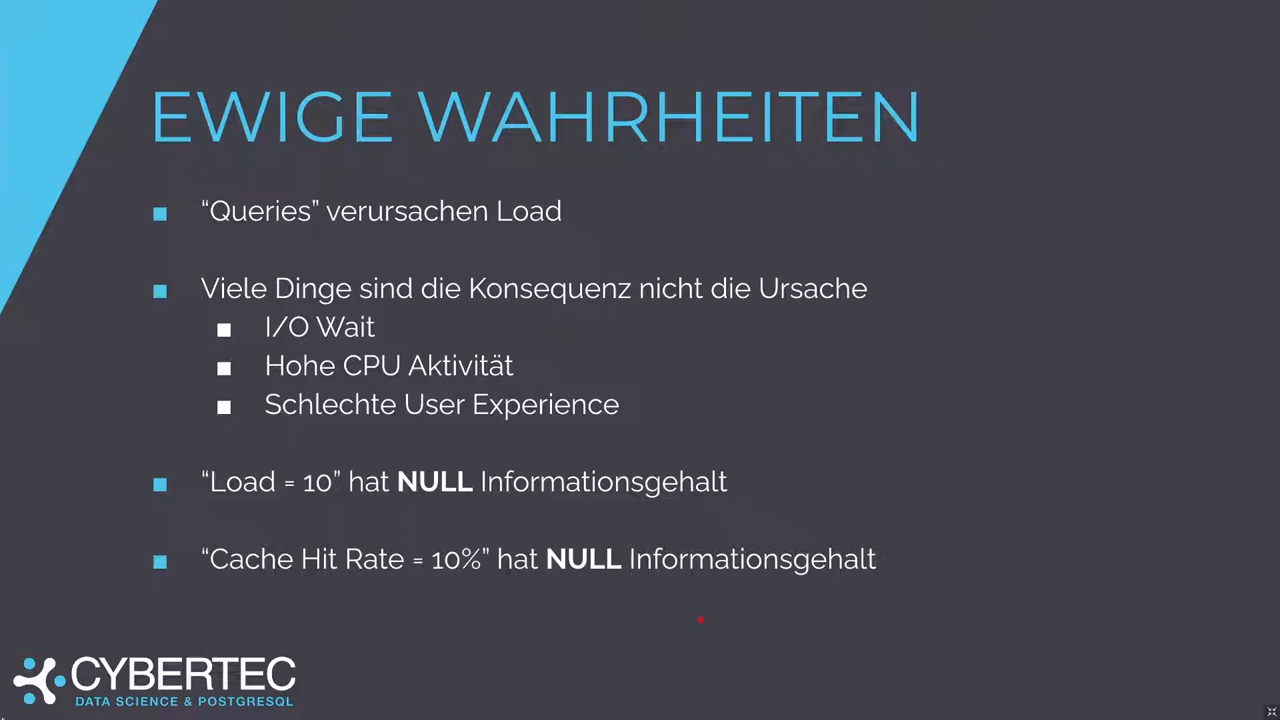 EWIGE WAHRHEITEN
■ “Queries” verursachen Load
■ Viele Dinge sind die Konsequenz nicht die Ursache
■ I/O Wait
■ Hohe CPU Aktivität
■ Schlechte User Experience
■ “Load = 10” hat NULL Informationsgehalt
■ “Cache Hit Rate = 10%” hat NULL Informationsgehalt
CYBERTEC
DATA SCIENCE & POSTGRESQL